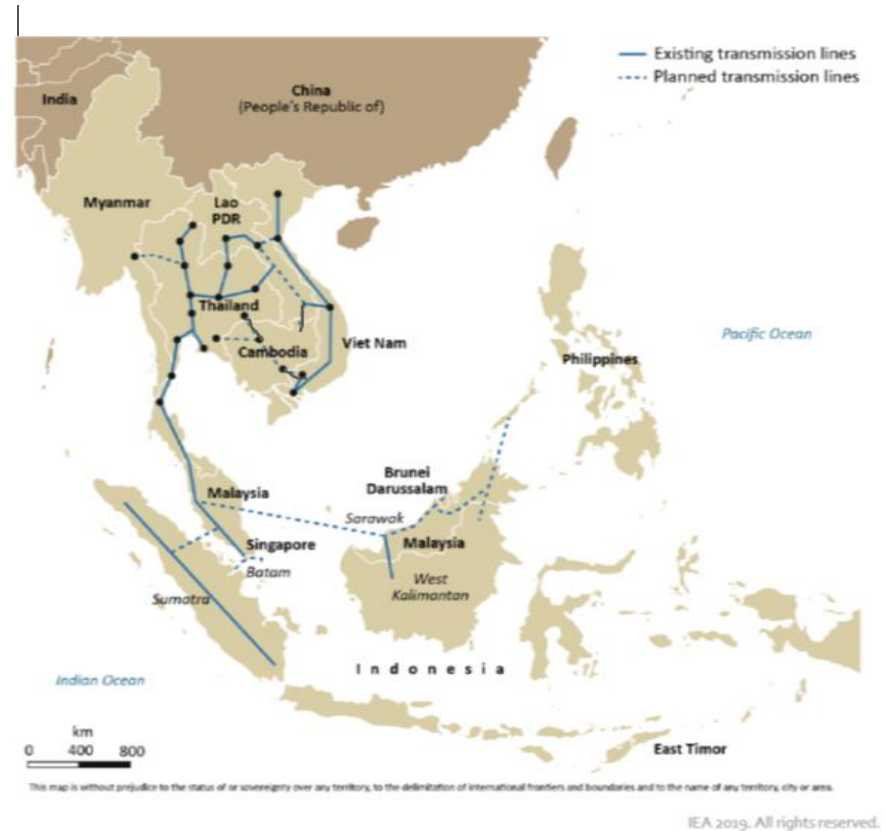 Existing transmission lines
Planned transmission lines
China
(People's Republic of)
India
Myanmar
Lao
PDR
Thailand
Cambodia
Viet Nam
Philippines
Pacific Ocean
Brunei
Darussalam
Malaysia
Sarawak
Singapore
Malaysia
Batam
West
Kalimantan
Sumatra
Indonesia
Indian Ocean
km
0 400 800
East Timor
This map is without prejudice to the status of or sovereignty over any territory, to the delimitation of international frontiers and boundaries and to the name of any territory, city or area.
IEA 2019. All rights reserved.